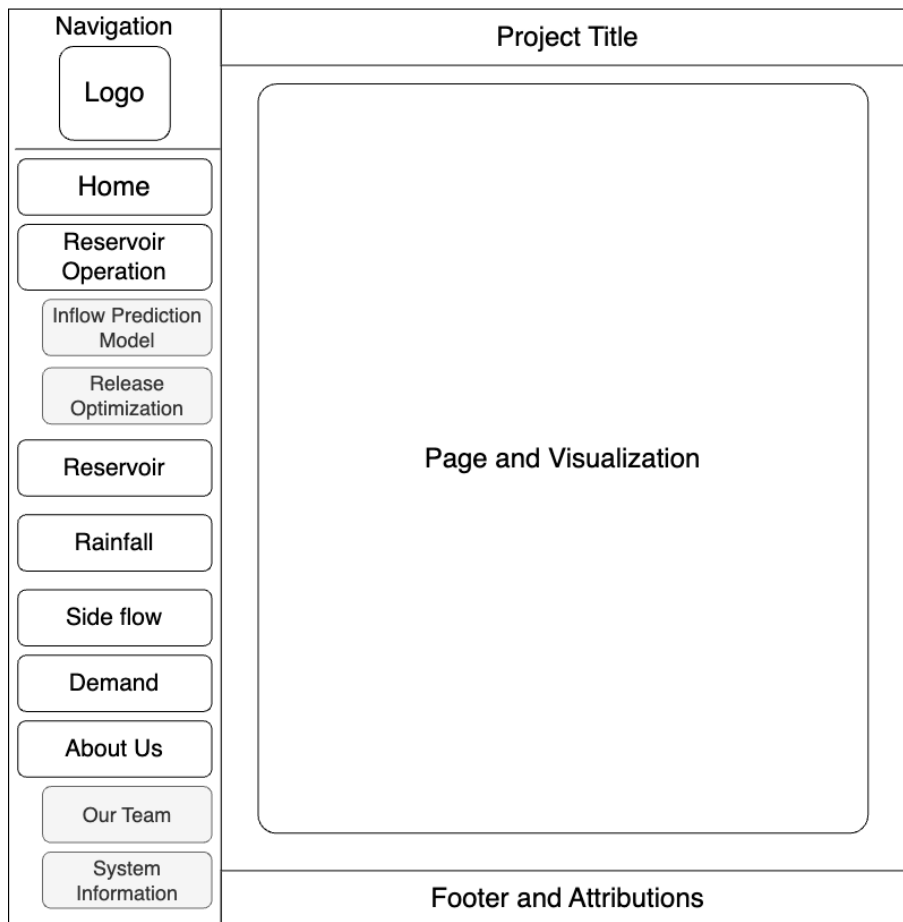 Navigation
Logo
Home
Reservoir
Operation
Inflow Prediction
Model
Release
Optimization
Reservoir
Rainfall
Side flow
Demand
About Us
Our Team
System
Information
Project Title
Page and Visualization
Footer and Attributions